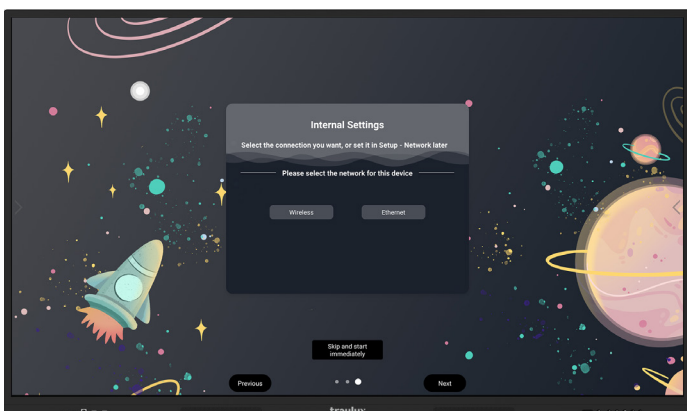 Internal Settings
Select the connection you want, or set it in Setup - Network later
Please select the network for this device
Wireless
Ethernet
Skip and start
immediately
Previous
Next
traulux